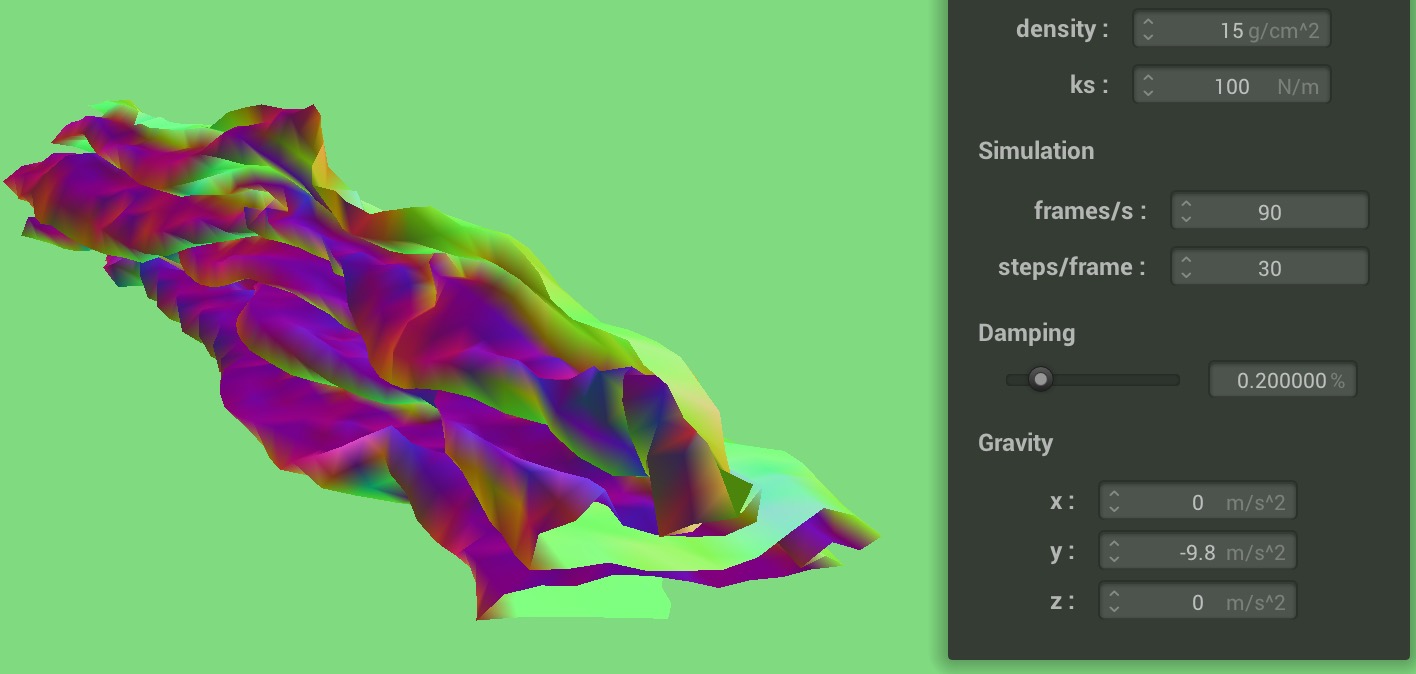 density : 15 g/cm^2
ks : 100 N/m
Simulation
frames/s : 90
steps/frame : 30
Damping
0.200000 %
Gravity
x : 0 m/s^2
y : -9.8 m/s^2
z : 0 m/s^2